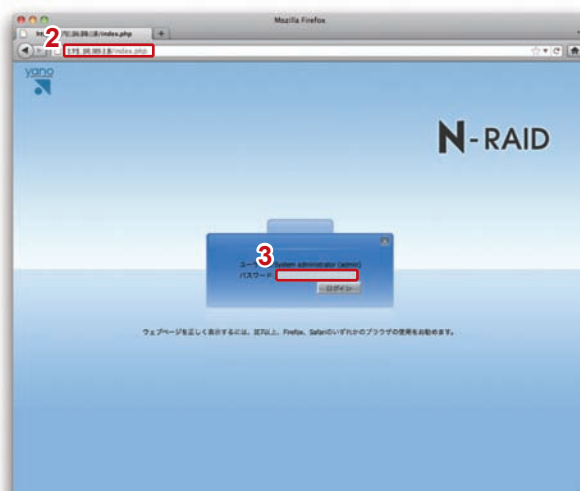 Mozilla Firefox
2
/index.php
yano
N-RAID
3
System administrator (admin)
パスワード
ログイン
ウェブページを正しく表示するには、IE7以上、Firefox、Safariのいずれかのブラウザの使用をお勧めます。